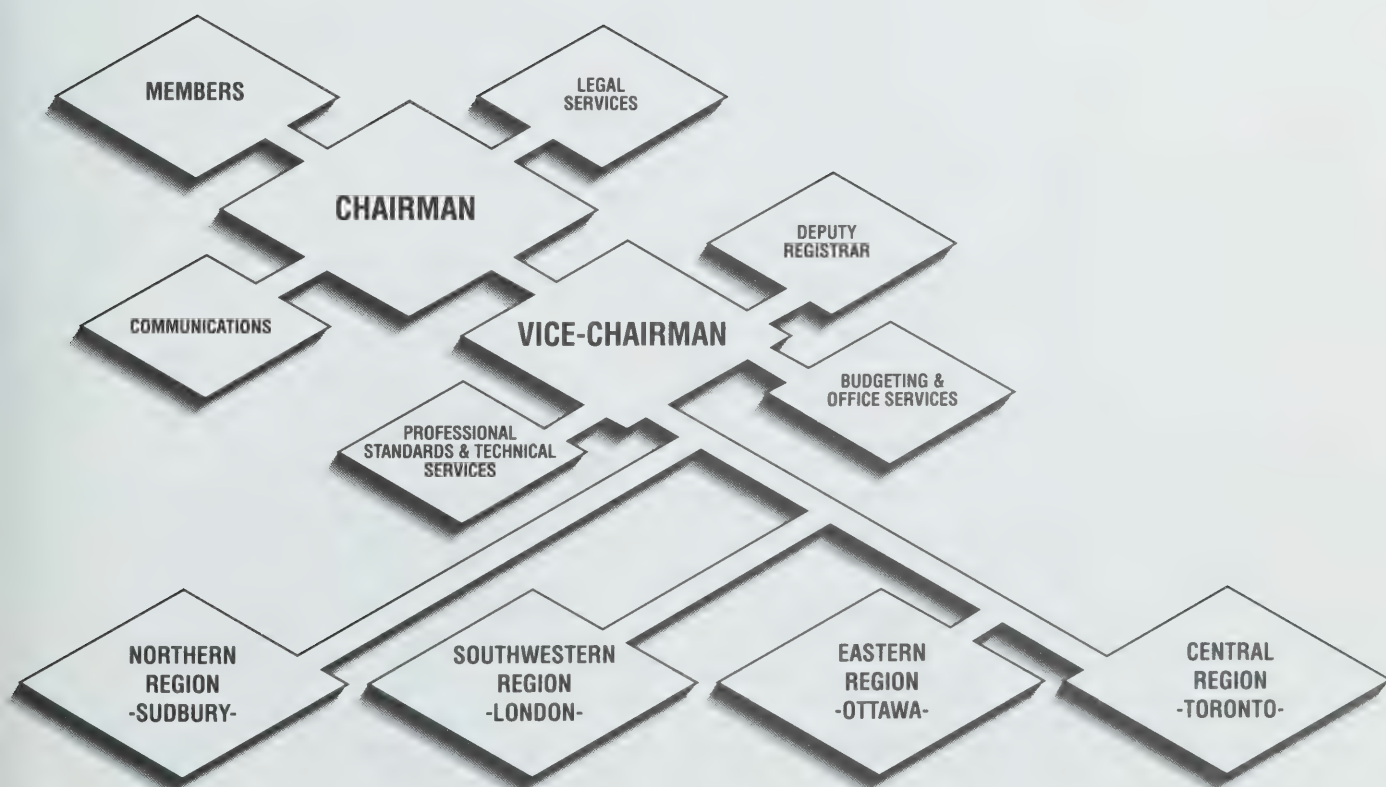 MEMBERS
LEGAL
SERVICES
CHAIRMAN
DEPUTY
REGISTRAR
COMMUNICATIONS
VICE-CHAIRMAN
BUDGETING &
OFFICE SERVICES
PROFESSIONAL
STANDARDS & TECHNICAL
SERVICES
NORTHERN
REGION
-SUDBURY-
SOUTHWESTERN
REGION
-LONDON-
EASTERN
REGION
-OTTAWA-
CENTRAL
REGION
-TORONTO-